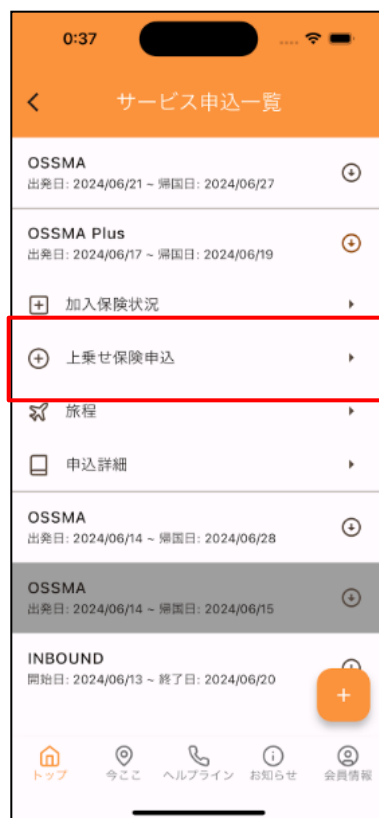 0:37
サービス申込一覧
OSSMA
出発日: 2024/06/21 ~ 帰国日: 2024/06/27
OSSMA Plus
出発日: 2024/06/17 ~ 帰国日: 2024/06/19
加入保険状況
上乗せ保険申込
旅程
申込詳細
OSSMA
出発日: 2024/06/14 ~ 帰国日: 2024/06/28
OSSMA
出発日: 2024/06/14 ~ 帰国日: 2024/06/15
INBOUND
開始日: 2024/06/13 ~ 終了日: 2024/06/20
トップ 今ここ ヘルプライン お知らせ 会員情報